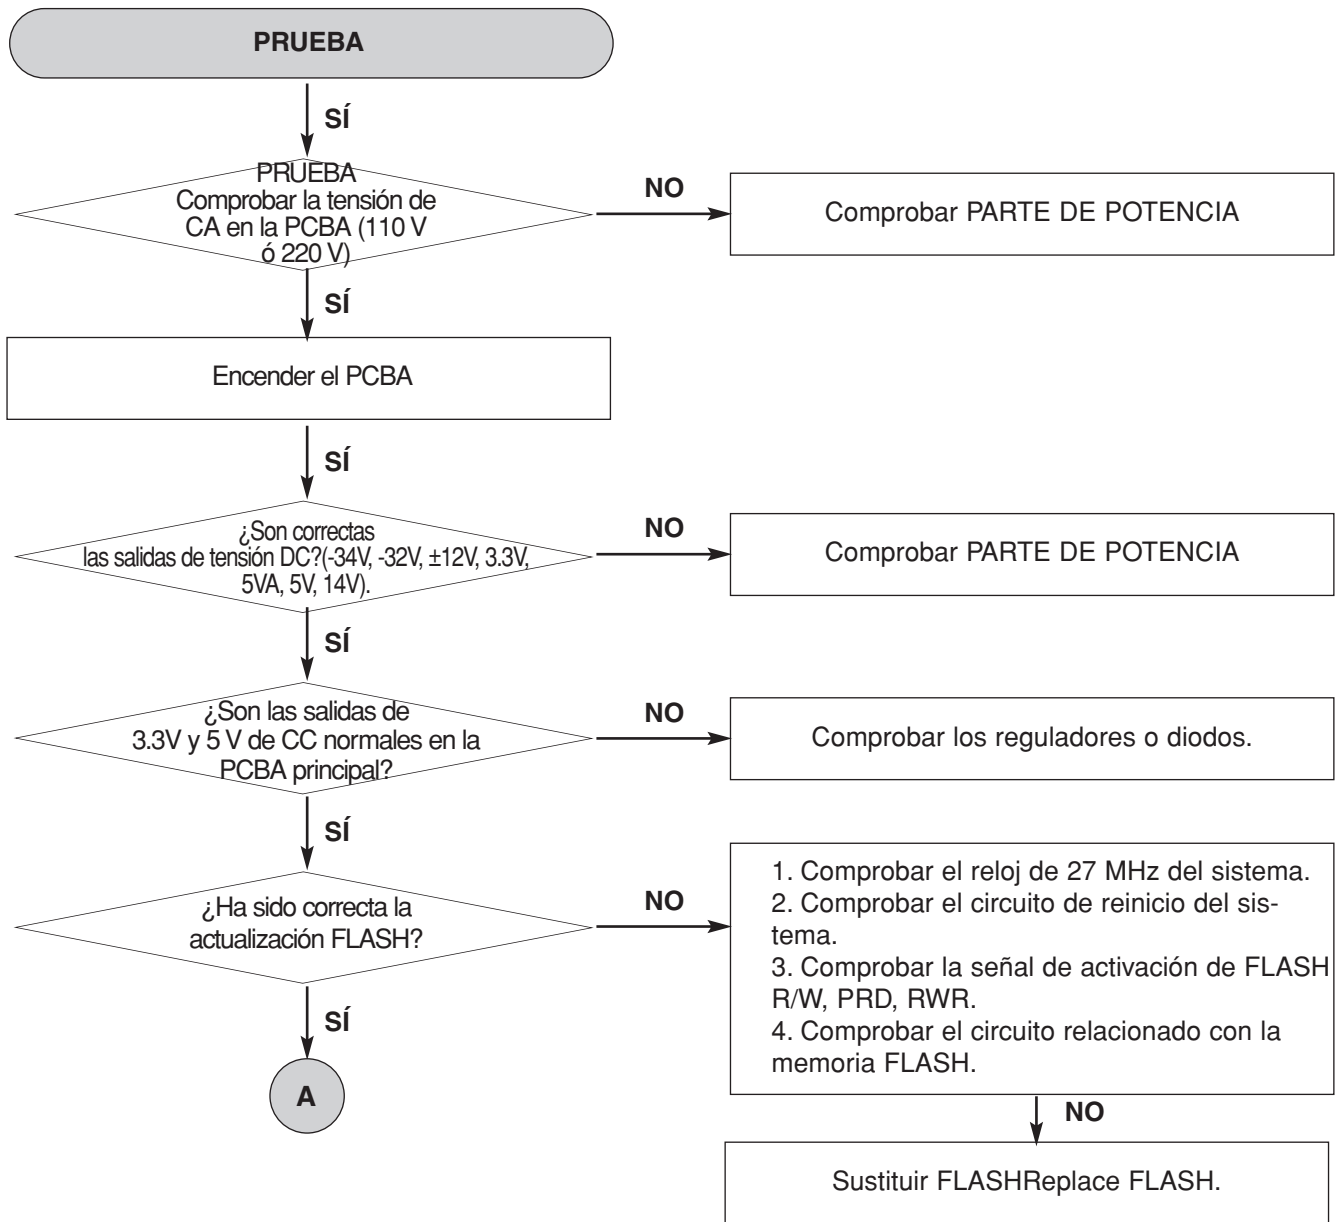 PRUEBA
SÍ
PRUEBA
Comprobar la tensión de
CA en la PCBA (110 V
ó 220 V)
NO
Comprobar PARTE DE POTENCIA
SÍ
Encender el PCBA
SÍ
¿Son correctas
las salidas de tensión DC?(-34V, -32V, ±12V, 3.3V,
5VA, 5V, 14V).
NO
Comprobar PARTE DE POTENCIA
SÍ
¿Son las salidas de
3.3V y 5 V de CC normales en la
PCBA principal?
NO
Comprobar los reguladores o diodos.
SÍ
¿Ha sido correcta la
actualización FLASH?
NO
1. Comprobar el reloj de 27 MHz del sistema.
2. Comprobar el circuito de reinicio del sis-
tema.
3. Comprobar la señal de activación de FLASH
R/W, PRD, RWR.
4. Comprobar el circuito relacionado con la
memoria FLASH.
SÍ
A
NO
Sustituir FLASHReplace FLASH.